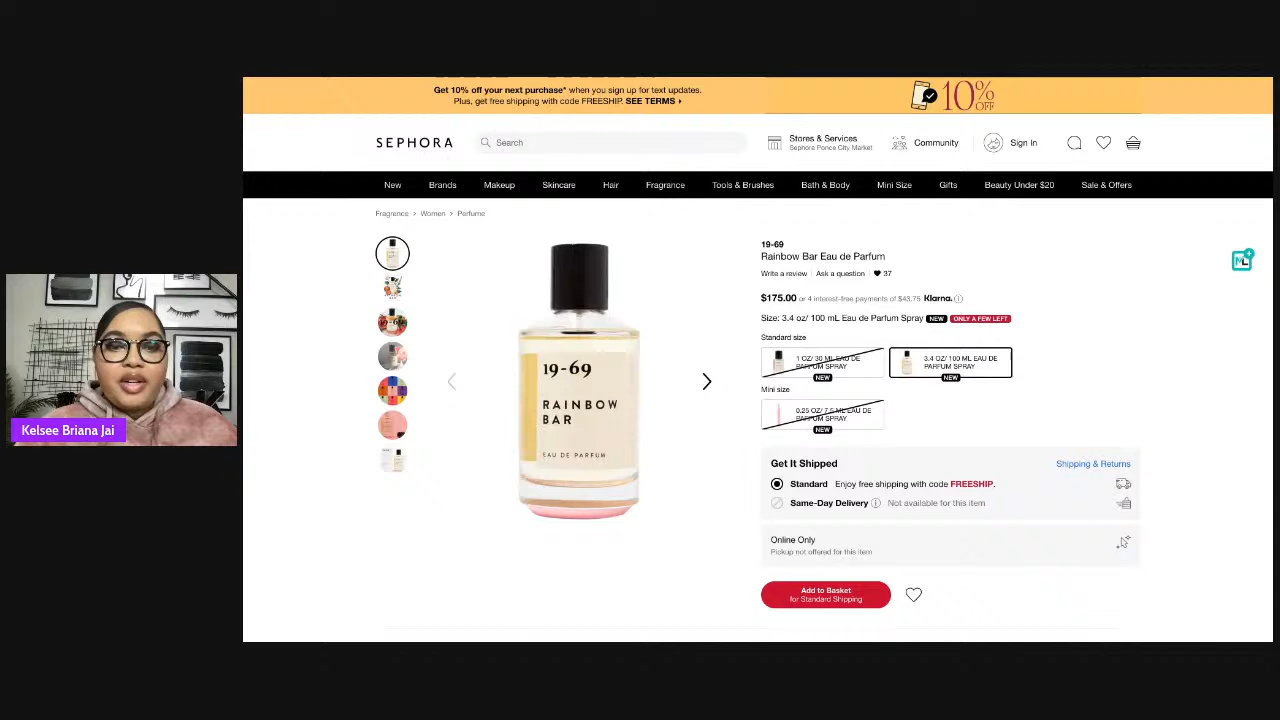 Get 10% off your next purchase* when you sign up for text updates.
Plus, get free shipping with code FREESHIP. SEE TERMS ▸
10% OFF
SEPHORA
Search
Stores & Services
Sephora Ponce City Market
Community
Sign In
New Brands Makeup Skincare Hair Fragrance Tools & Brushes Bath & Body Mini Size Gifts Beauty Under $20 Sale & Offers
Fragrance > Women > Perfume
19-69
RAINBOW
BAR
EAU DE PARFUM
19-69
Rainbow Bar Eau de Parfum
Write a review | Ask a question | ♥ 37
$175.00 or 4 interest-free payments of $43.75 Klarna. ⓘ
Size: 3.4 oz/ 100 mL Eau de Parfum Spray NEW ONLY A FEW LEFT
Standard size
1 OZ/ 30 ML EAU DE
PARFUM SPRAY
NEW
3.4 OZ/ 100 ML EAU DE
PARFUM SPRAY
NEW
Mini size
0.25 OZ/ 7.5 ML EAU DE
PARFUM SPRAY
NEW
Get It Shipped
Shipping & Returns
Standard Enjoy free shipping with code FREESHIP.
Same-Day Delivery ⓘ Not available for this item
Online Only
Pickup not offered for this item
Add to Basket
for Standard Shipping
ML
Kelsee Briana Jai